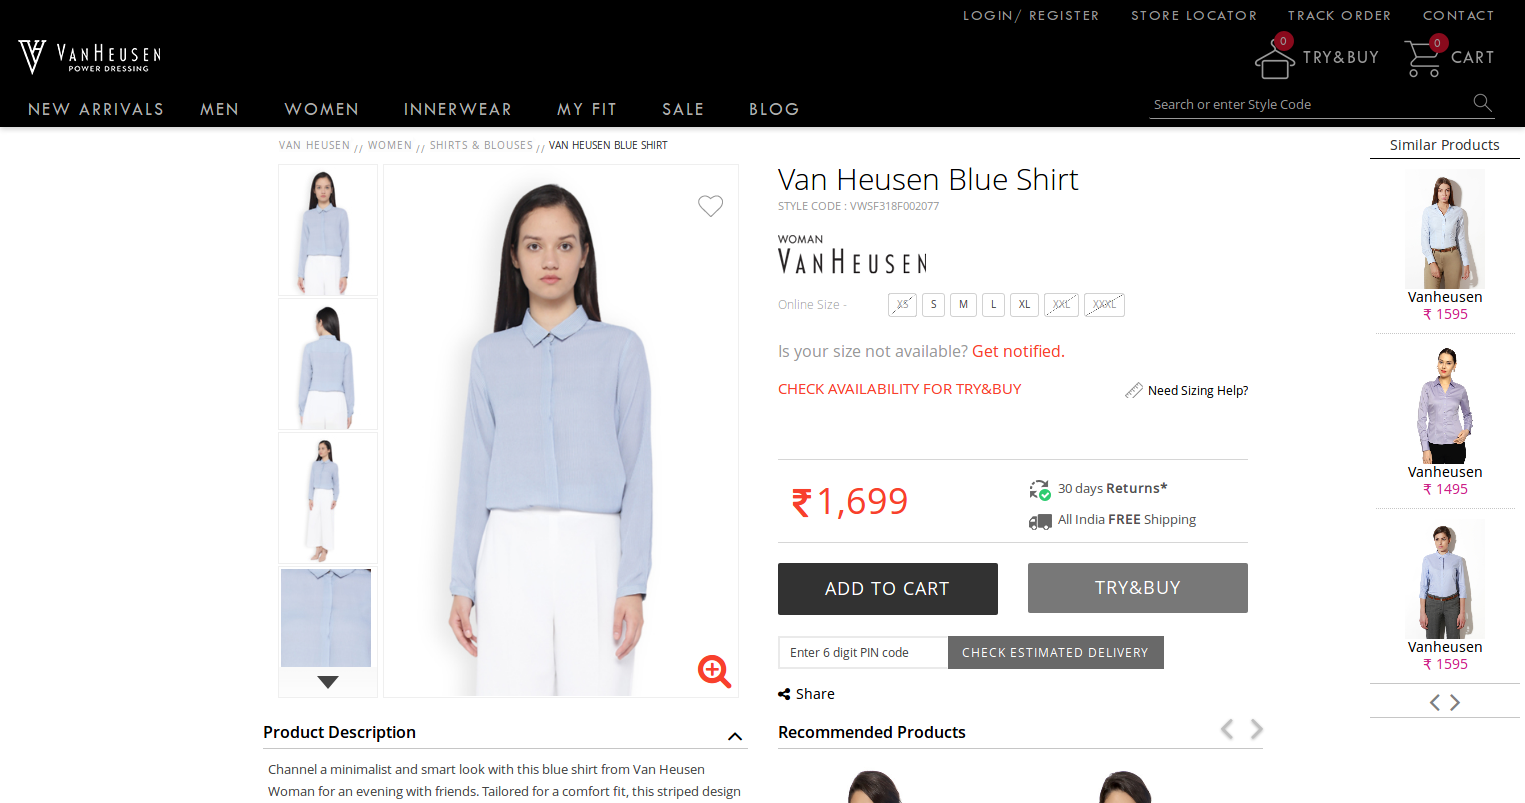 LOGIN/ REGISTER STORE LOCATOR TRACK ORDER CONTACT
VANHEUSEN
POWER DRESSING
0 TRY&BUY 0 CART
NEW ARRIVALS MEN WOMEN INNERWEAR MY FIT SALE BLOG
Search or enter Style Code
VAN HEUSEN // WOMEN // SHIRTS & BLOUSES // VAN HEUSEN BLUE SHIRT
Van Heusen Blue Shirt
STYLE CODE : VWSF318F002077
WOMAN
VANHEUSEN
Online Size - XS S M L XL XXL XXXL
Is your size not available? Get notified.
CHECK AVAILABILITY FOR TRY&BUY
Need Sizing Help?
₹1,699
30 days Returns*
All India FREE Shipping
ADD TO CART TRY&BUY
Enter 6 digit PIN code CHECK ESTIMATED DELIVERY
Share
Product Description
Channel a minimalist and smart look with this blue shirt from Van Heusen
Woman for an evening with friends. Tailored for a comfort fit, this striped design
Recommended Products
Similar Products
Vanheusen
₹ 1595
Vanheusen
₹ 1495
Vanheusen
₹ 1595